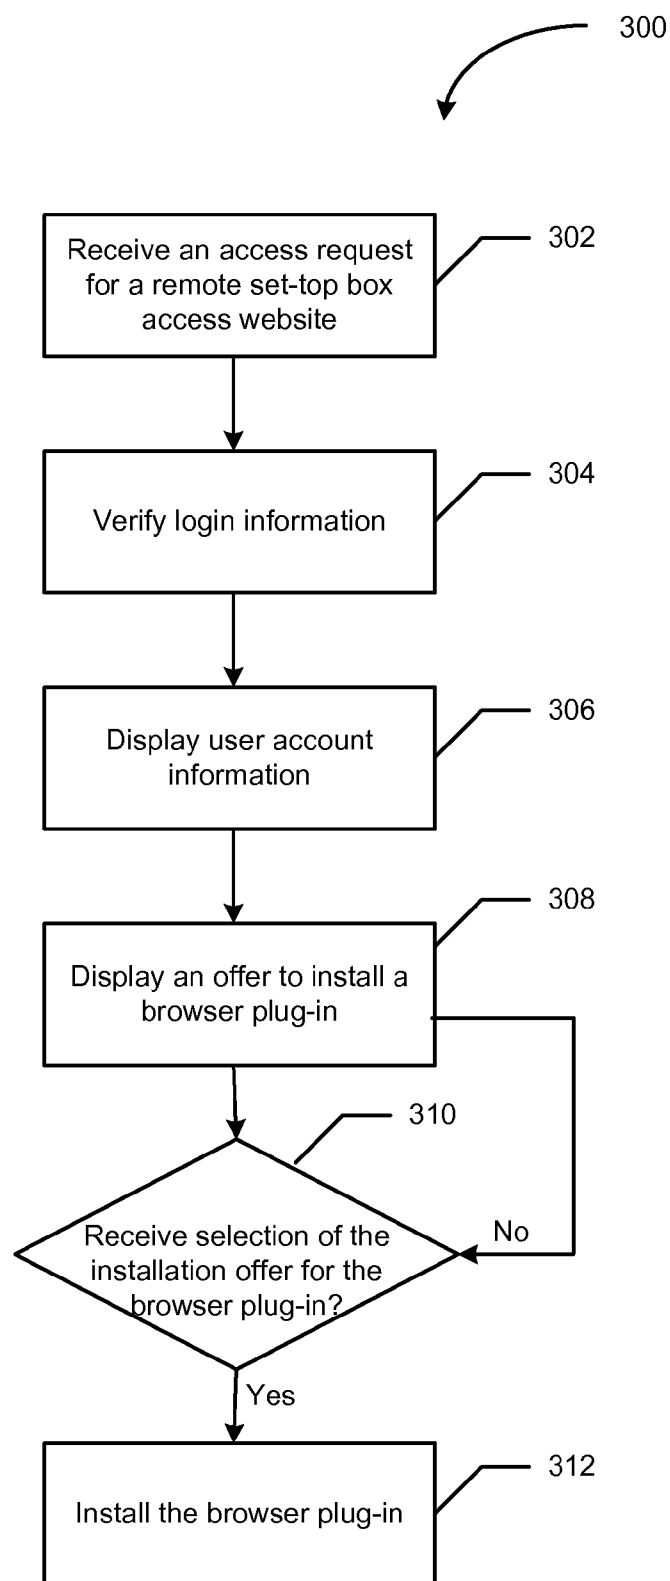 300
Receive an access request
for a remote set-top box
access website
302
Verify login information
304
Display user account
information
306
Display an offer to install a
browser plug-in
308
310
Receive selection of the
installation offer for the
browser plug-in?
No
Yes
Install the browser plug-in
312